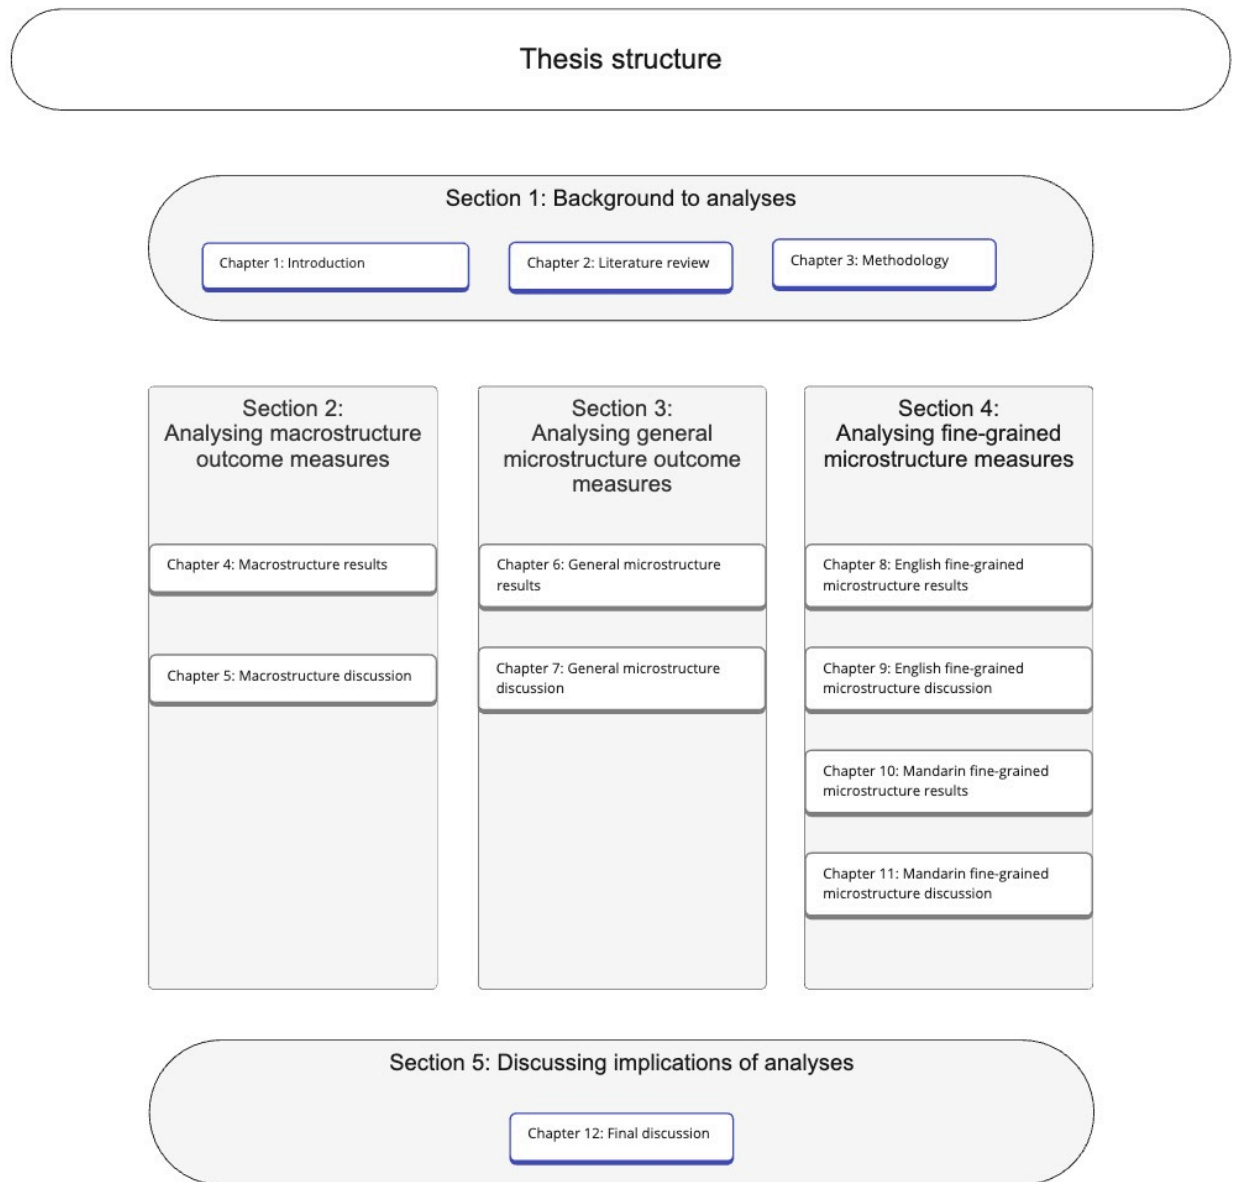 Thesis structure
Section 1: Background to analyses
Chapter 1: Introduction
Chapter 2: Literature review
Chapter 3: Methodology
Section 2:
Analysing macrostructure
outcome measures
Chapter 4: Macrostructure results
Chapter 5: Macrostructure discussion
Section 3:
Analysing general
microstructure outcome
measures
Chapter 6: General microstructure
results
Chapter 7: General microstructure
discussion
Section 4:
Analysing fine-grained
microstructure measures
Chapter 8: English fine-grained
microstructure results
Chapter 9: English fine-grained
microstructure discussion
Chapter 10: Mandarin fine-grained
microstructure results
Chapter 11: Mandarin fine-grained
microstructure discussion
Section 5: Discussing implications of analyses
Chapter 12: Final discussion